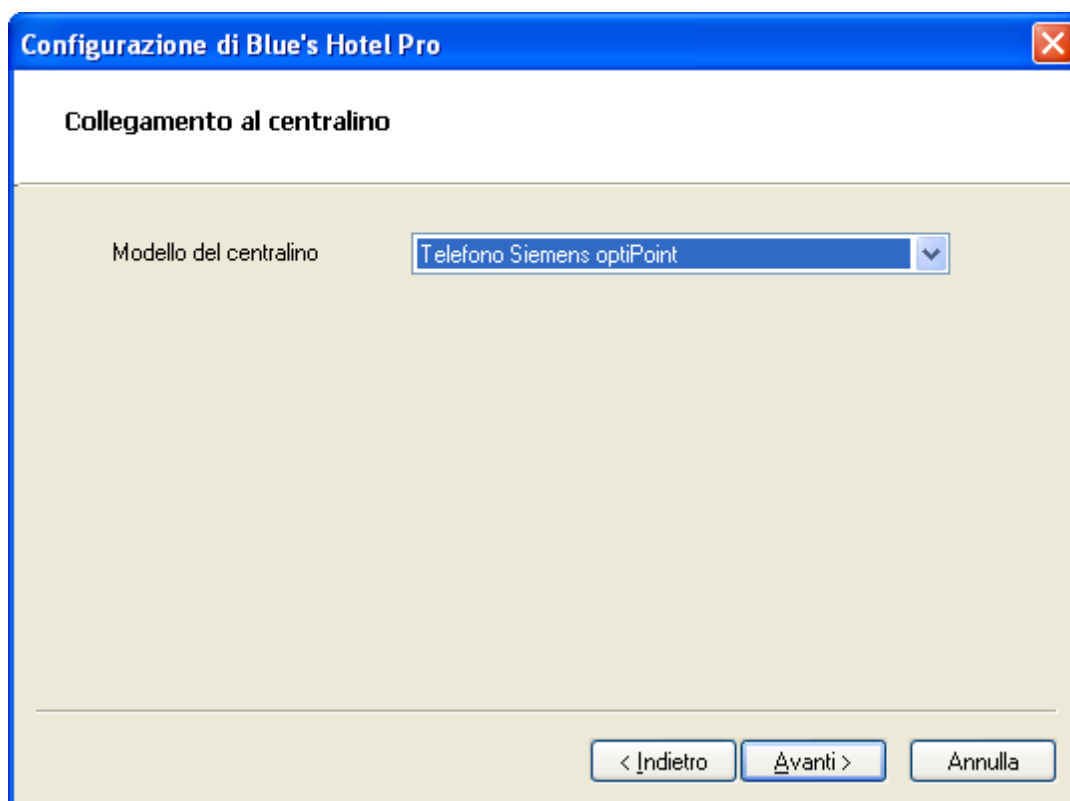 Configurazione di Blue's Hotel Pro
Collegamento al centralino
Modello del centralino Telefono Siemens optiPoint
< Indietro Avanti > Annulla